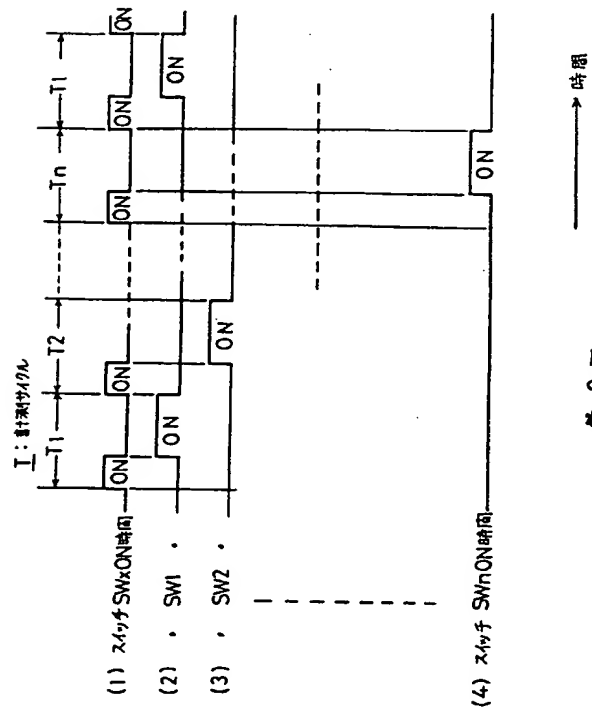 T:計測サイクル
T1 T2 Tn T1
(1) スイッチ SWxON時間 ON ON ON ON ON
(2) 〃 SW1 〃 ON ON
(3) 〃 SW2 〃 ON
(4) スイッチ SWnON時間 ON
時間